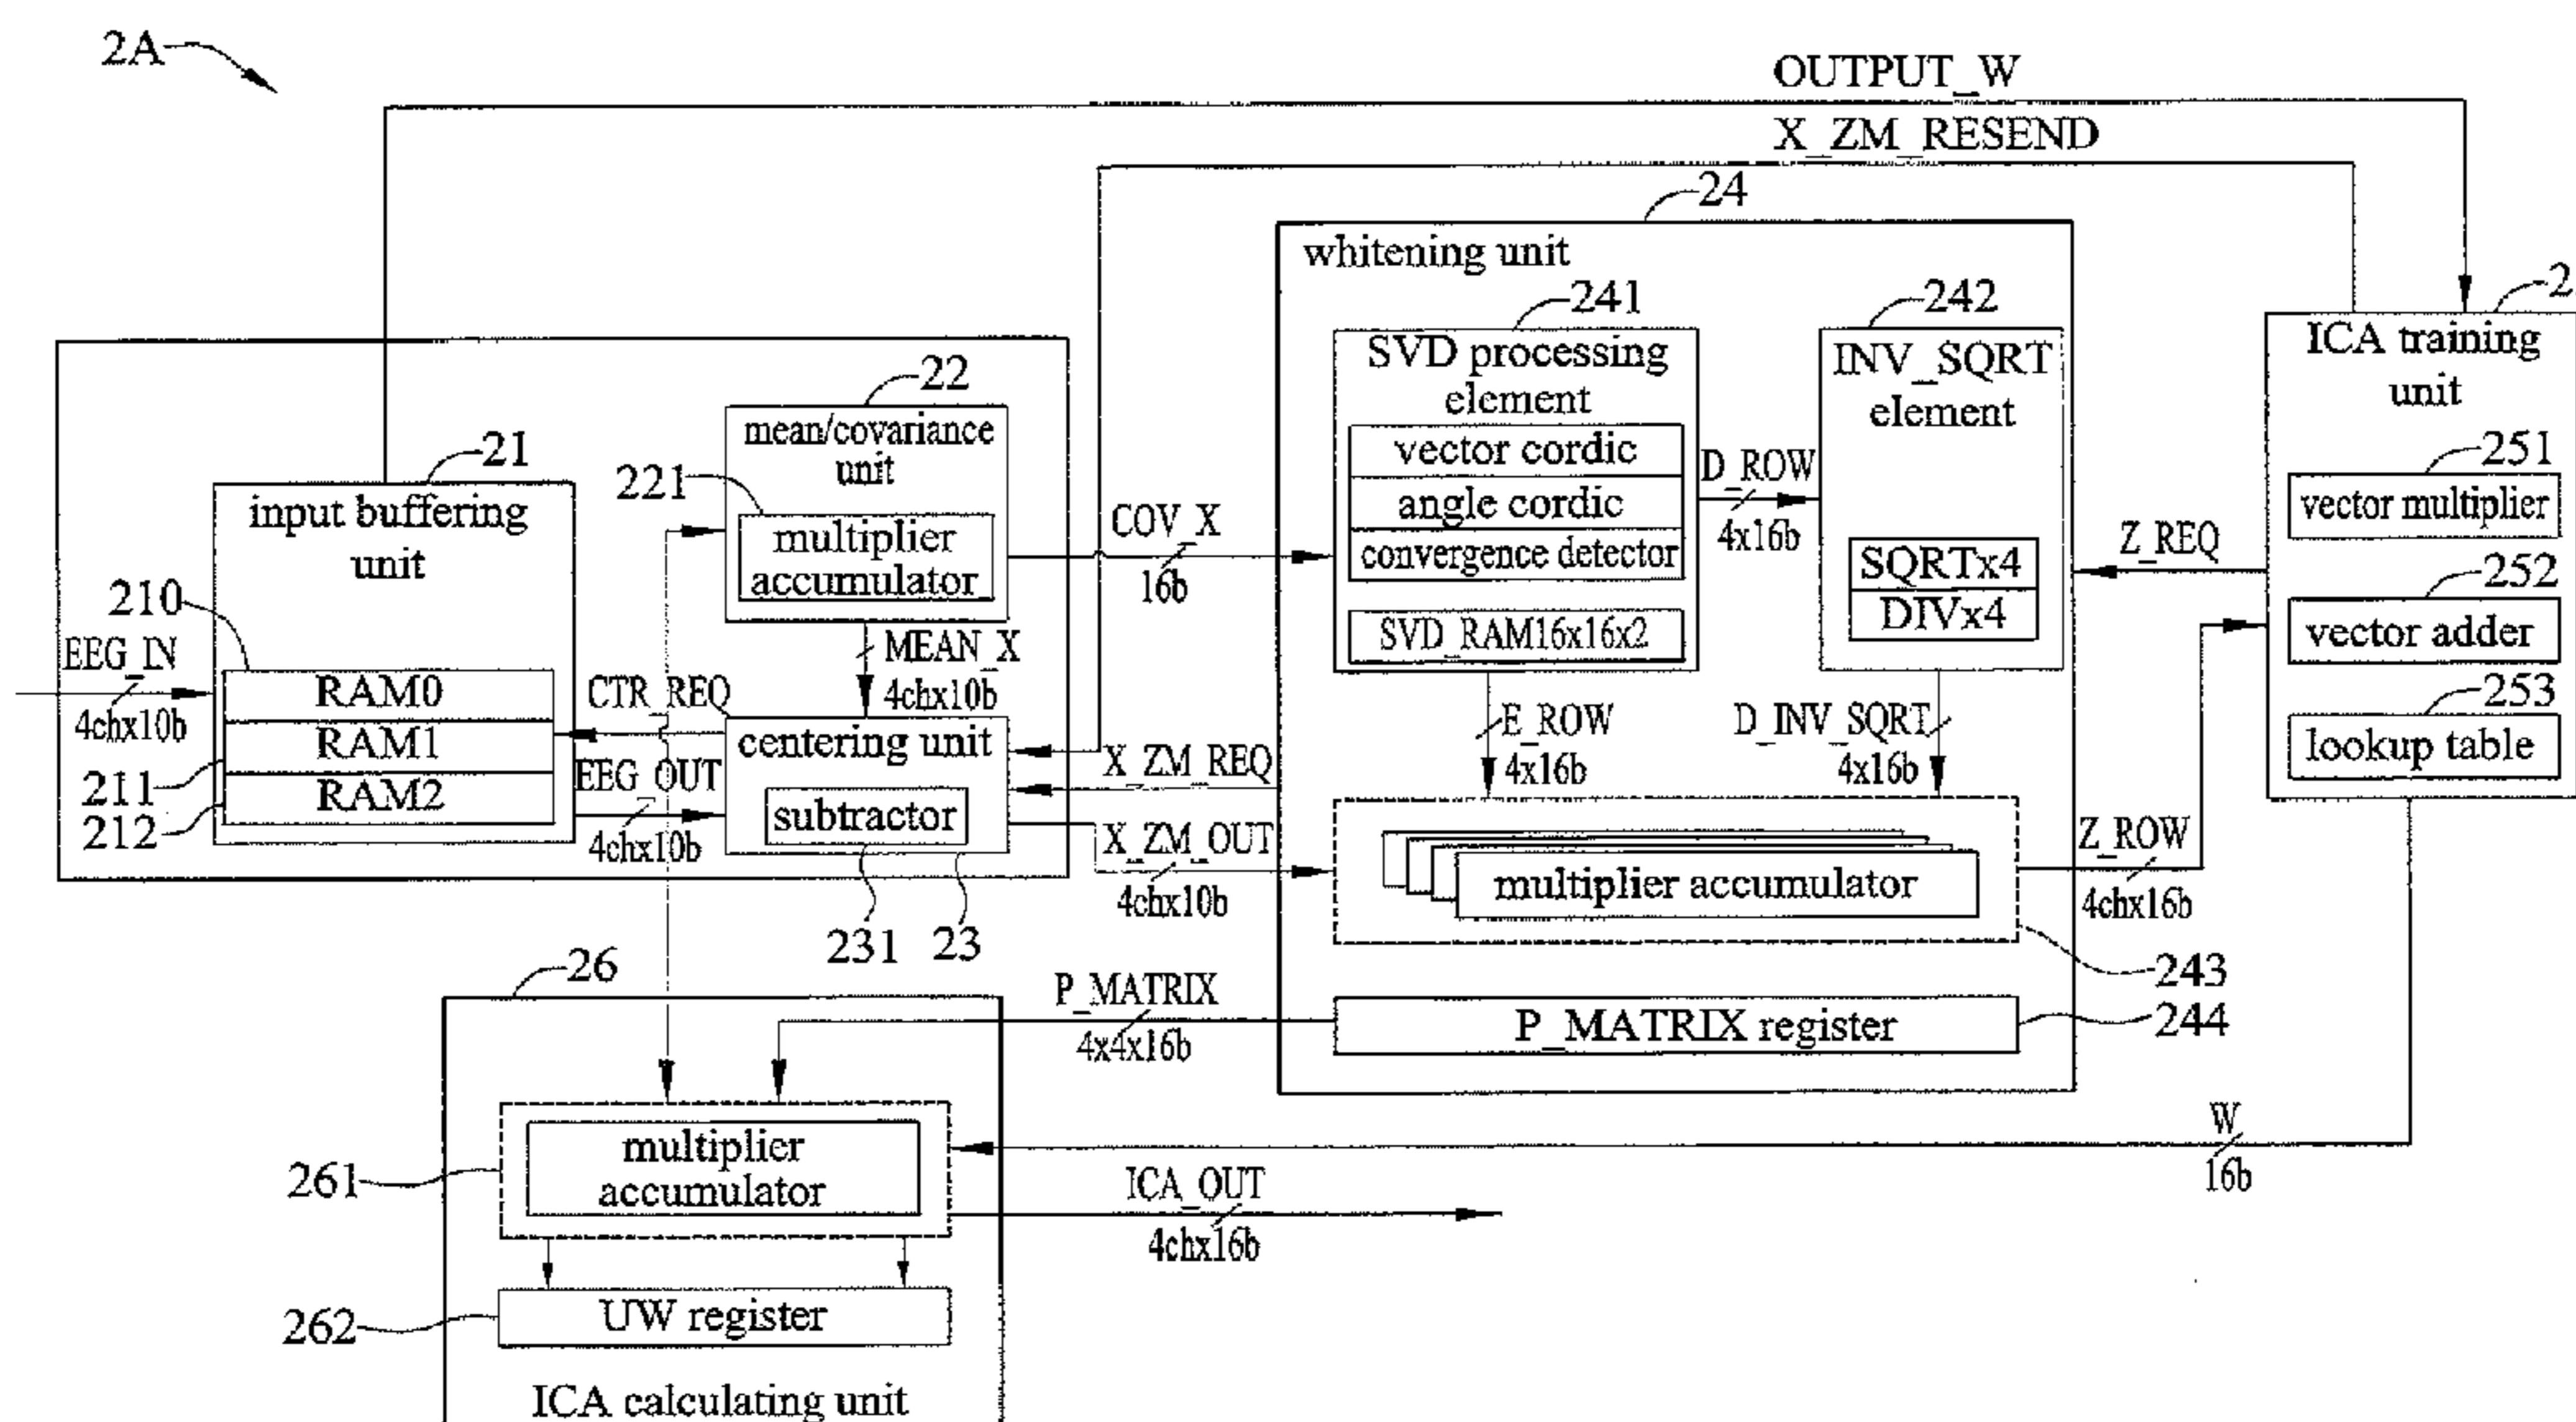 2A
OUTPUT_W
X_ZM_RESEND
24
whitening unit
241
242
2
SVD processing
element
vector cordic
angle cordic
convergence detector
SVD_RAM16x16x2
D_ROW
4x16b
INV_SQRT
element
SQRTx4
DIVx4
ICA training
unit
251
vector multiplier
252
vector adder
253
lookup table
Z_REQ
22
mean/covariance
unit
221
multiplier
accumulator
COV_X
16b
21
input buffering
unit
210
EEG_IN
4chx10b
RAM0
RAM1
RAM2
211
212
CTR_REQ
EEG_OUT
4chx10b
MEAN_X
4chx10b
centering unit
subtractor
231
23
X_ZM_REQ
X_ZM_OUT
4chx10b
E_ROW
4x16b
D_INV_SQRT
4x16b
multiplier accumulator
Z_ROW
4chx16b
243
244
P_MATRIX register
P_MATRIX
4x4x16b
W
16b
26
261
multiplier
accumulator
ICA_OUT
4chx16b
262
UW register
ICA calculating unit